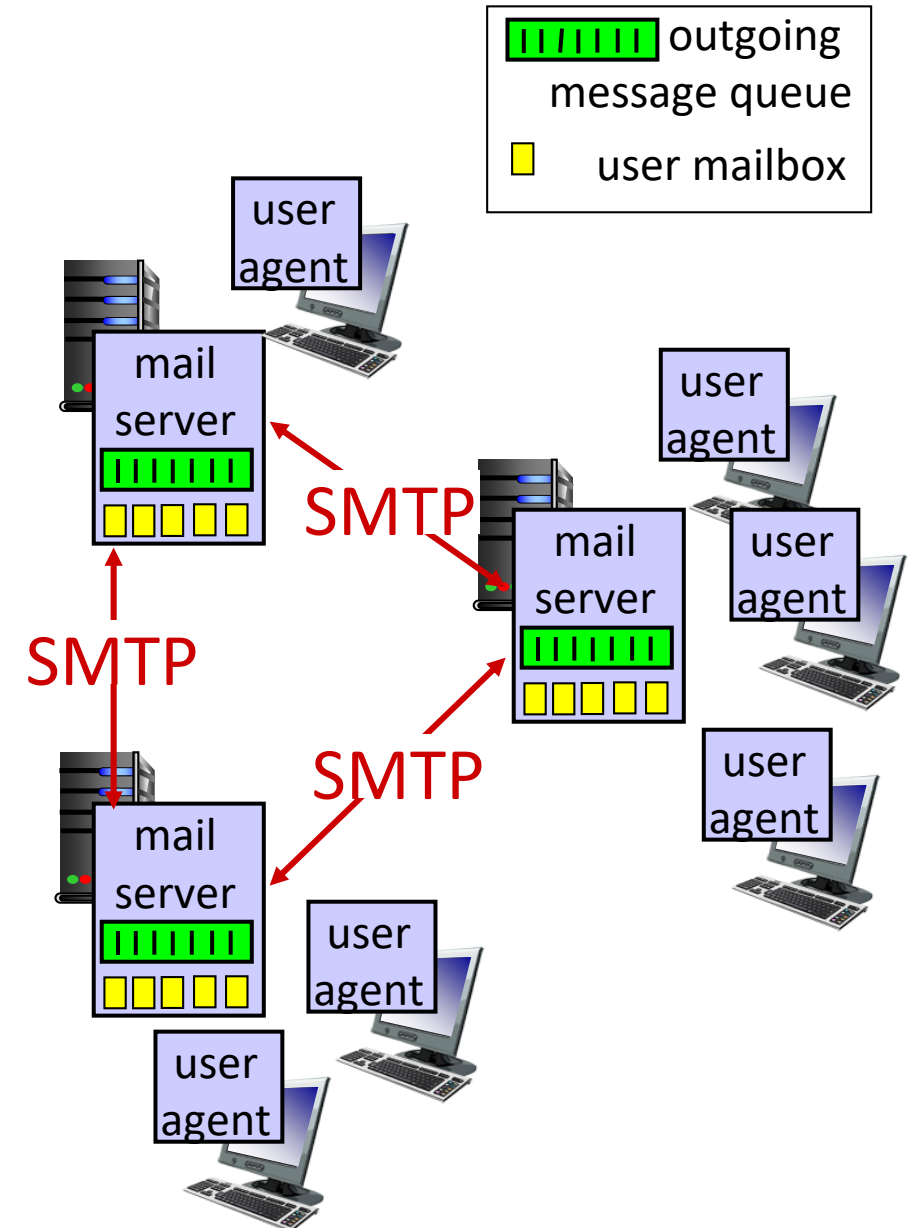 outgoing
message queue
user mailbox
user
agent
mail
server
SMTP
user
agent
mail
server
user
agent
SMTP
user
agent
SMTP
mail
server
user
agent
user
agent